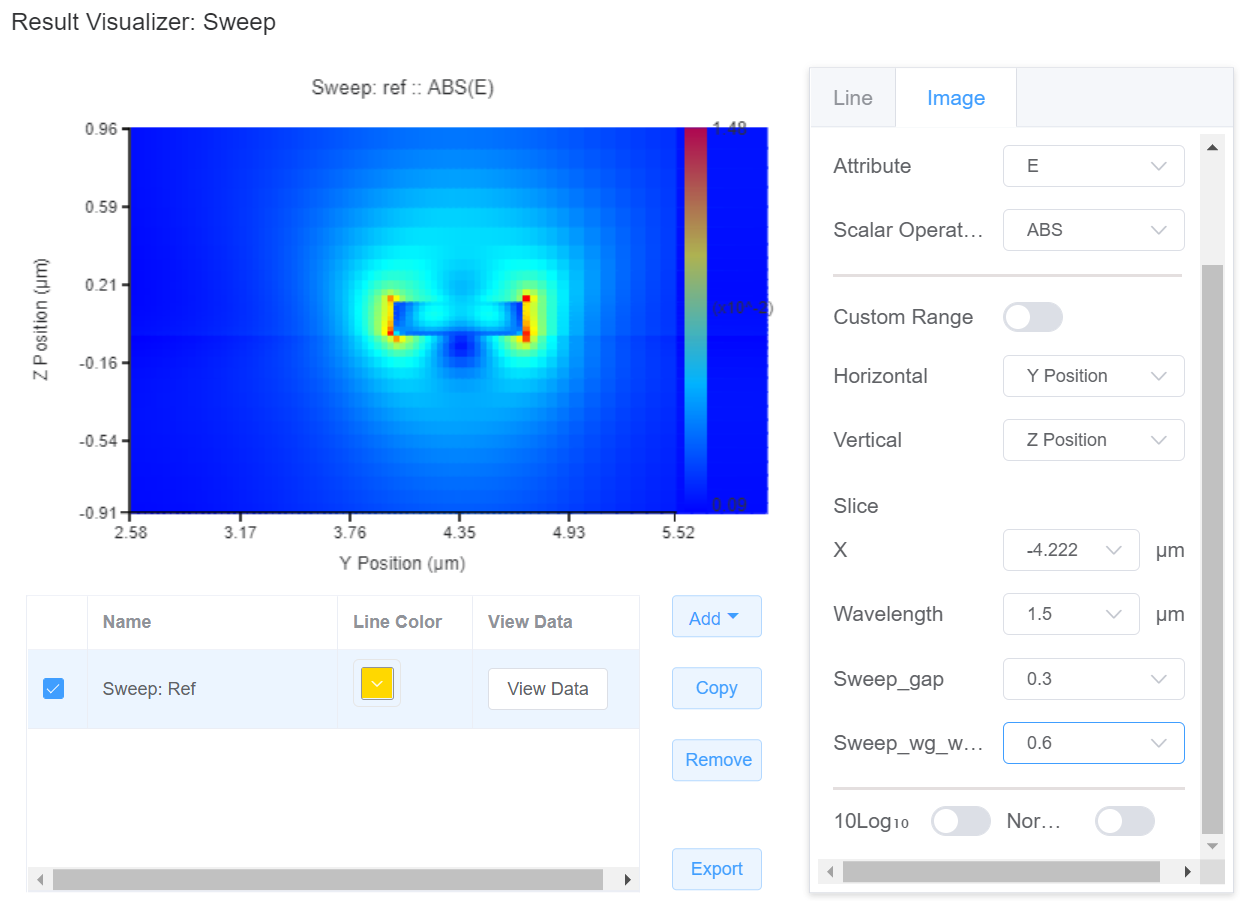 Result Visualizer: Sweep
Sweep: ref :: ABS(E)
0.96
0.59
0.21
-0.16
-0.54
-0.91
Z Position (μm)
2.58
3.17
3.76
4.35
4.93
5.52
Y Position (μm)
1.48
(x10^-2)
0.09
Name
Line Color
View Data
Sweep: Ref
View Data
Add
Copy
Remove
Export
Line
Image
Attribute
E
Scalar Operat...
ABS
Custom Range
Horizontal
Y Position
Vertical
Z Position
Slice
X
-4.222
μm
Wavelength
1.5
μm
Sweep_gap
0.3
Sweep_wg_w...
0.6
10Log₁₀
Nor...